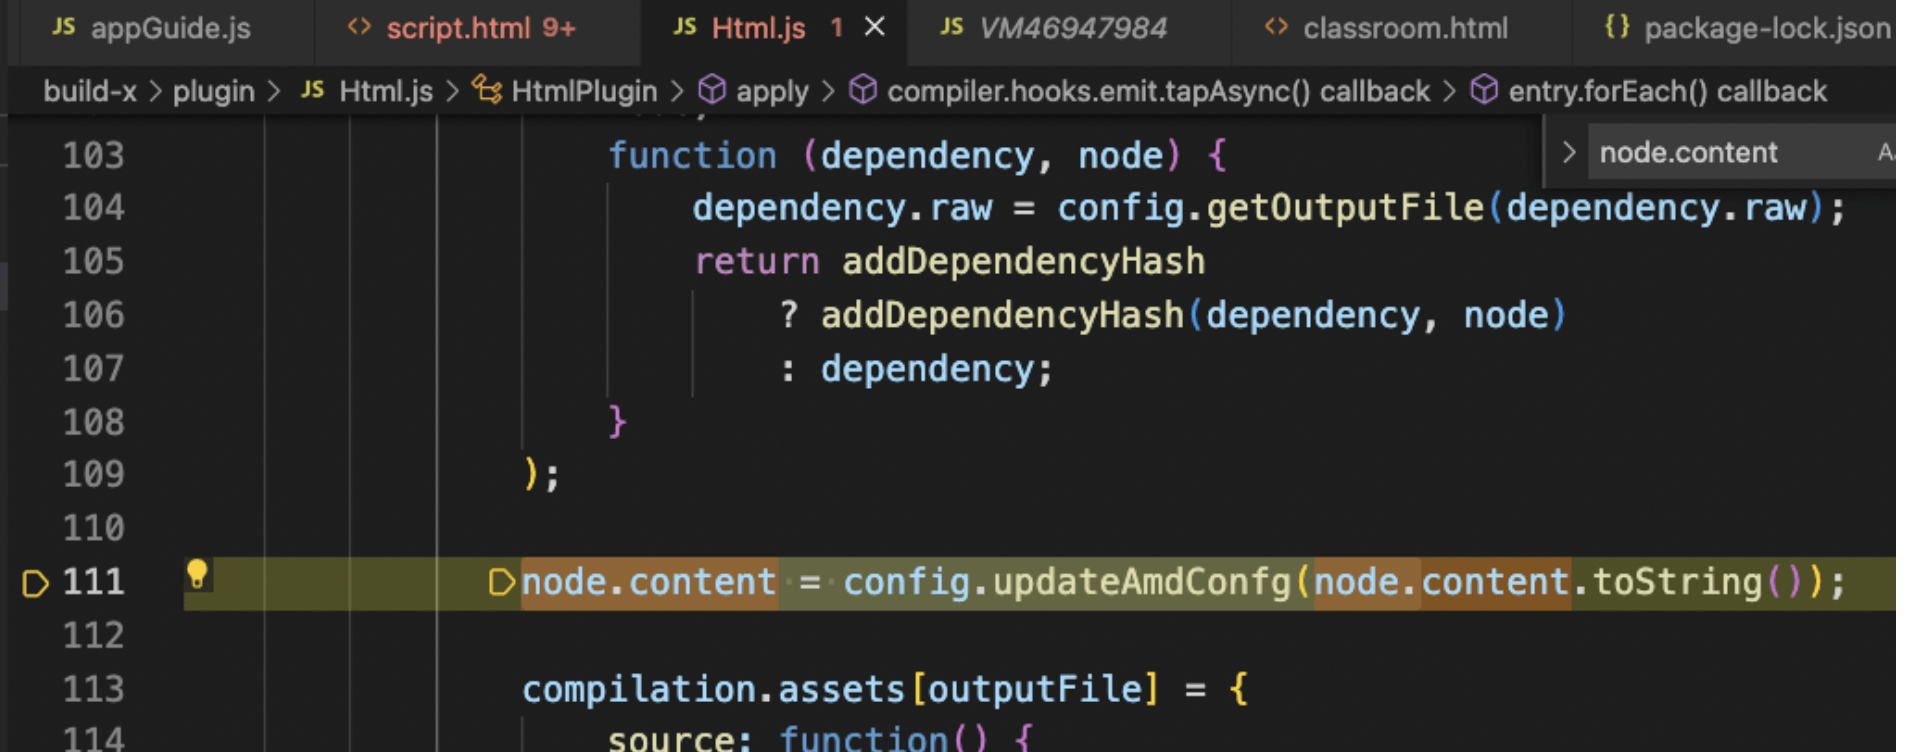 JS appGuide.js <> script.html 9+ JS Html.js 1 × JS VM46947984 <> classroom.html {} package-lock.json
build-x > plugin > JS Html.js > HtmlPlugin > apply > compiler.hooks.emit.tapAsync() callback > entry.forEach() callback
> node.content
103 function (dependency, node) {
104 dependency.raw = config.getOutputFile(dependency.raw);
105 return addDependencyHash
106 ? addDependencyHash(dependency, node)
107 : dependency;
108 }
109 );
110
111 node.content = config.updateAmdConfg(node.content.toString());
112
113 compilation.assets[outputFile] = {
114 source: function() {